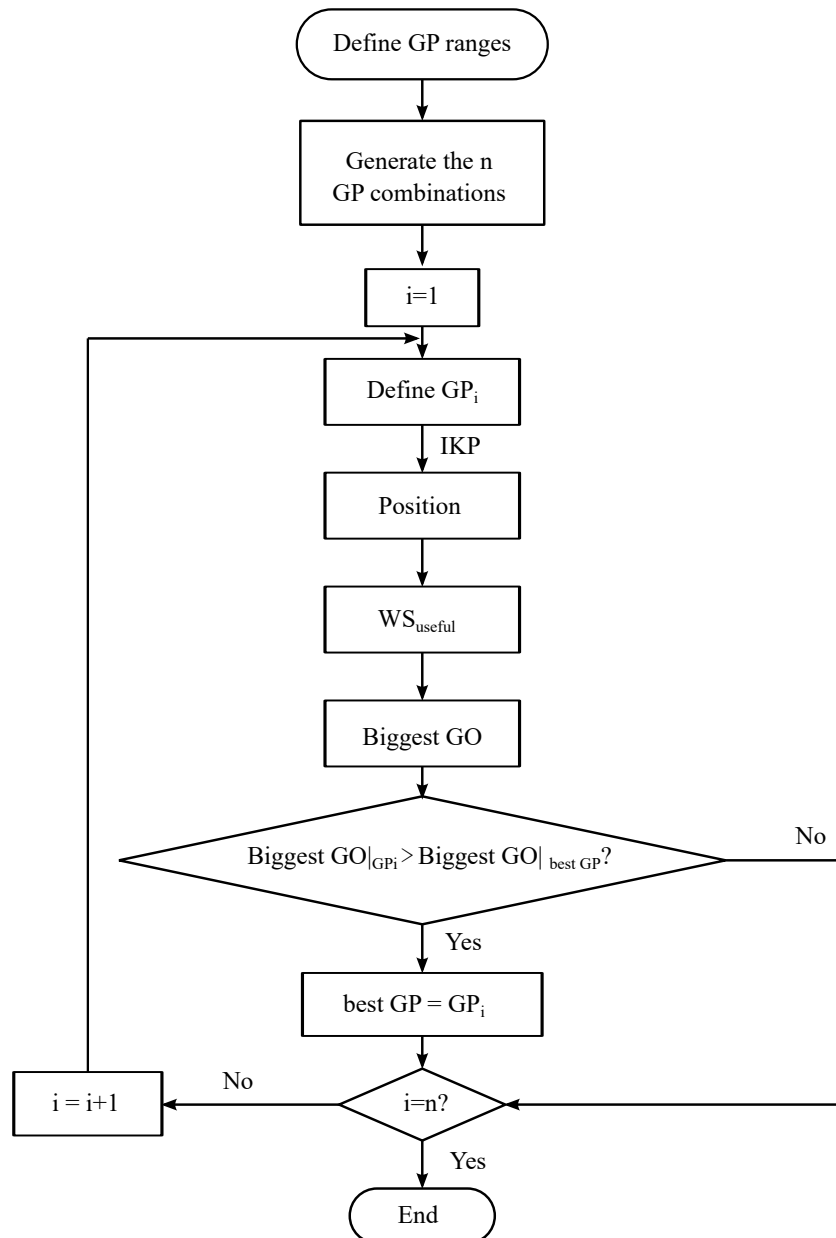 Define GP ranges
Generate the n
GP combinations
i=1
Define GPi
IKP
Position
WSuseful
Biggest GO
Biggest GO|GPi > Biggest GO| best GP?
No
Yes
best GP = GPi
i=n?
No
i = i+1
Yes
End